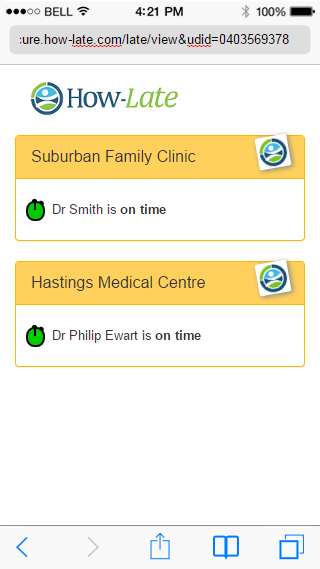 BELL 4:21 PM 100%
:ure.how-late.com/late/view&udid=0403569378
How-Late
Suburban Family Clinic
Dr Smith is on time
Hastings Medical Centre
Dr Philip Ewart is on time